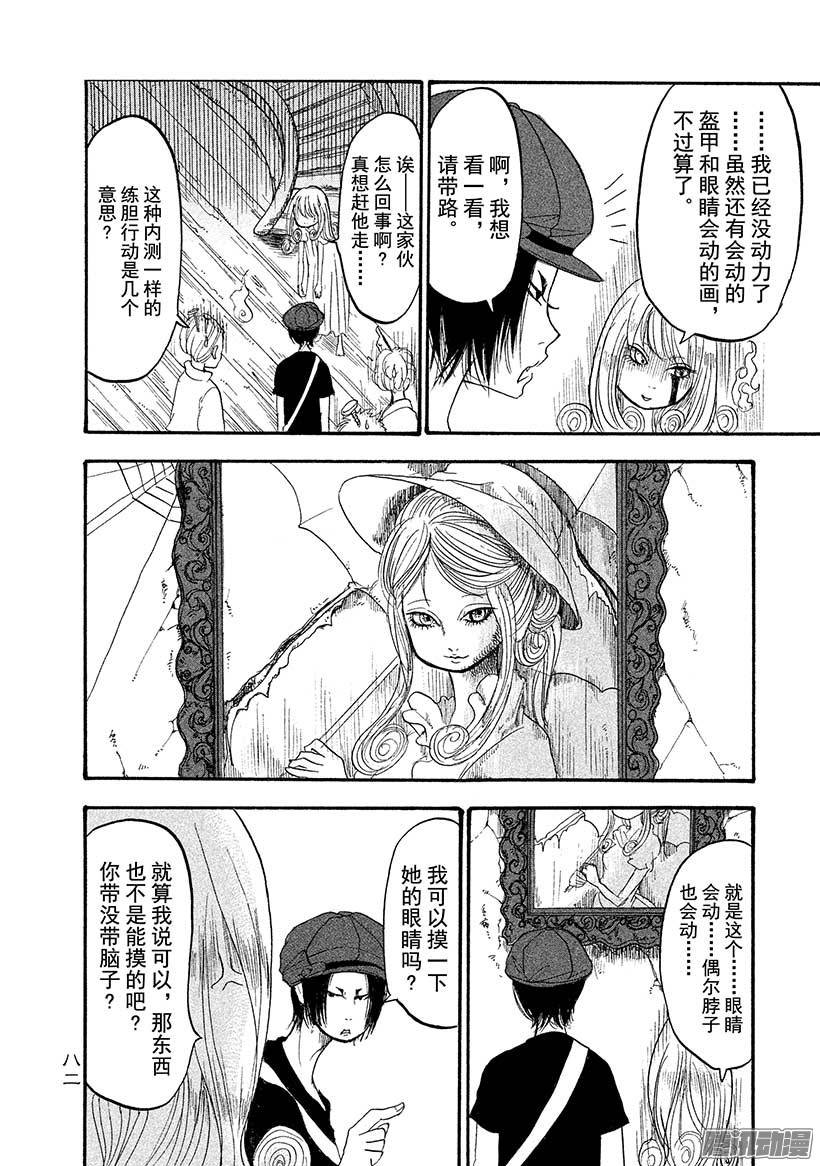 ……我已经没动力了
……虽然还有会动的
盔甲和眼睛会动的画，
不过算了。
啊，我想
看一看，
请带路。
诶——这家伙
怎么回事啊？
真想赶他走……
这种内测一样的
练胆行动是几个
意思？
就是这个……眼睛
会动……偶尔脖子
也会动……
我可以摸一下
她的眼睛吗？
就算我说可以，那东西
也不是能摸的吧？
你带没带脑子？
八二
腾讯动漫